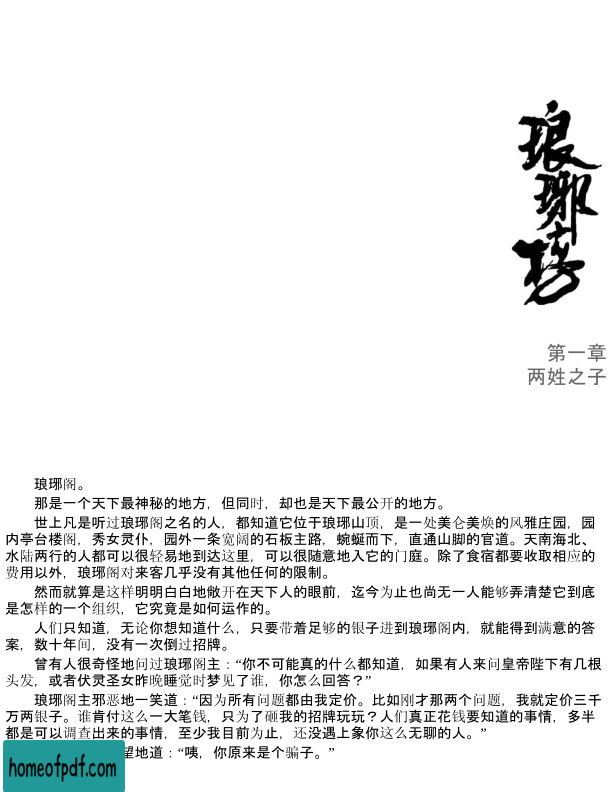 琅琊榜
第一章
两姓之子
琅琊阁。
那是一个天下最神秘的地方，但同时，却也是天下最公开的地方。
世上凡是听过琅琊阁之名的人，都知道它位于琅琊山顶，是一处美仑美焕的风雅庄园，园
内亭台楼阁，秀女灵仆，园外一条宽阔的石板主路，蜿蜒而下，直通山脚的官道。天南海北、
水陆两行的人都可以很轻易地到达这里，可以很随意地入它的门庭。除了食宿都要收取相应的
费用以外，琅琊阁对来客几乎没有其他任何的限制。
然而就算是这样明明白白地敞开在天下人的眼前，迄今为止也尚无一人能够弄清楚它到底
是怎样的一个组织，它究竟是如何运作的。
人们只知道，无论你想知道什么，只要带着足够的银子进到琅琊阁内，就能得到满意的答
案，数十年间，没有一次倒过招牌。
曾有人很奇怪地问过琅琊阁主：“你不可能真的什么都知道，如果有人来问皇帝陛下有几根
头发，或者伏灵圣女昨晚睡觉时梦见了谁，你怎么回答？”
琅琊阁主邪恶地一笑道：“因为所有问题都由我定价。比如刚才那两个问题，我就定价三千
万两银子。谁肯付这么一大笔钱，只为了砸我的招牌玩玩？人们真正花钱要知道的事情，多半
都是可以调查出来的事情，至少我目前为止，还没遇上象你这么无聊的人。”
望地道：“咦，你原来是个骗子。”
homeofpdf.com